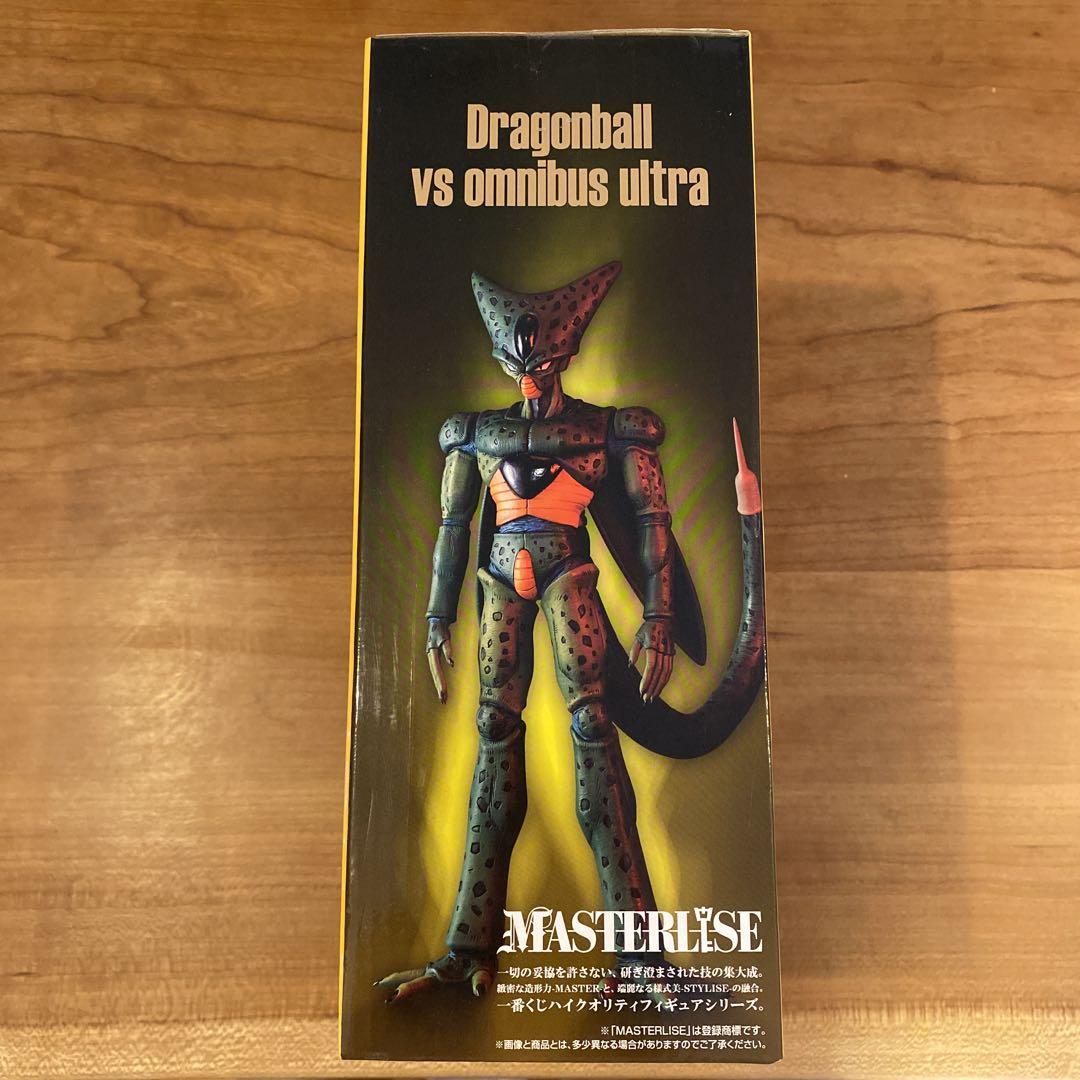 Dragonball
vs omnibus ultra
MASTERLISE
一切の妥協を許さない、研ぎ澄まされた技の集大成。
緻密な造形力-MASTER-と、端麗なる様式美-STYLISE-の融合。
一番くじハイクオリティフィギュアシリーズ。
※「MASTERLISE」は登録商標です。
※画像と商品とは、多少異なる場合がありますのでご了承ください。